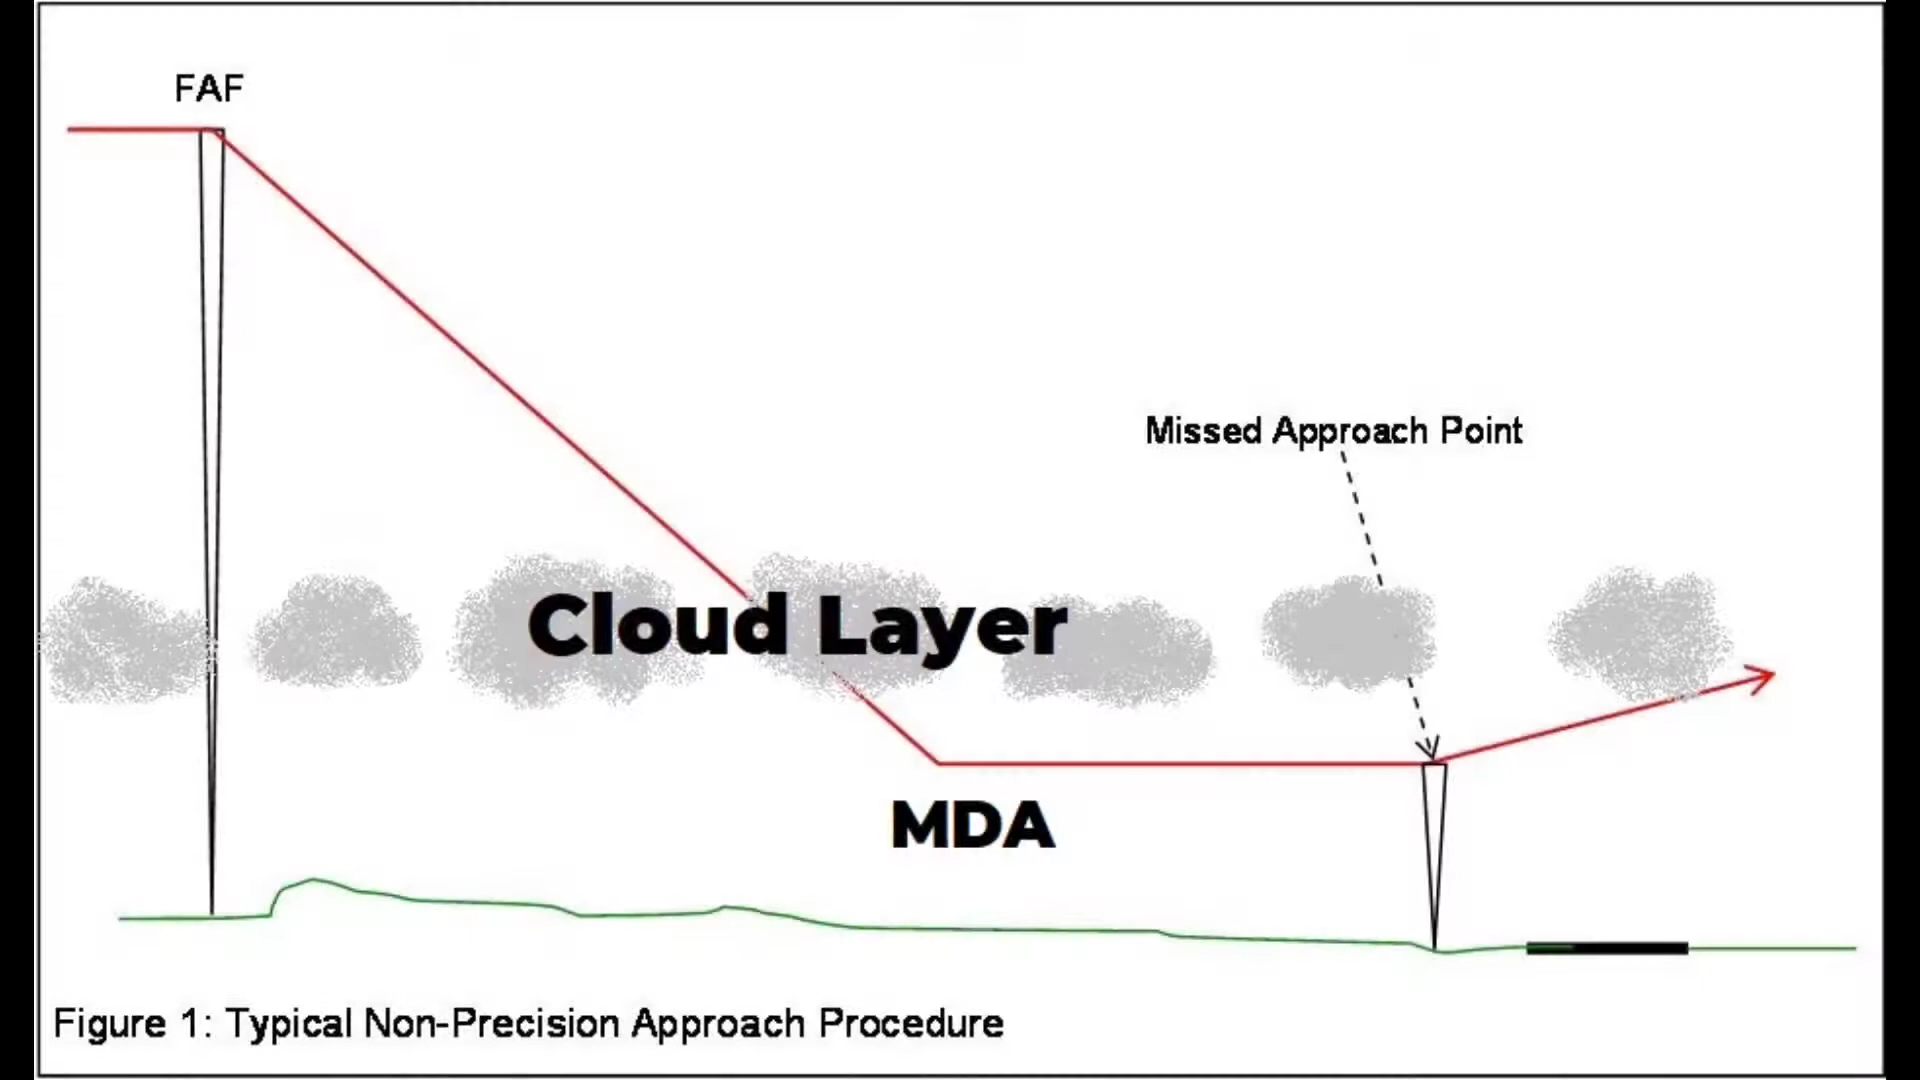 FAF
Missed Approach Point
Cloud Layer
MDA
Figure 1: Typical Non-Precision Approach Procedure